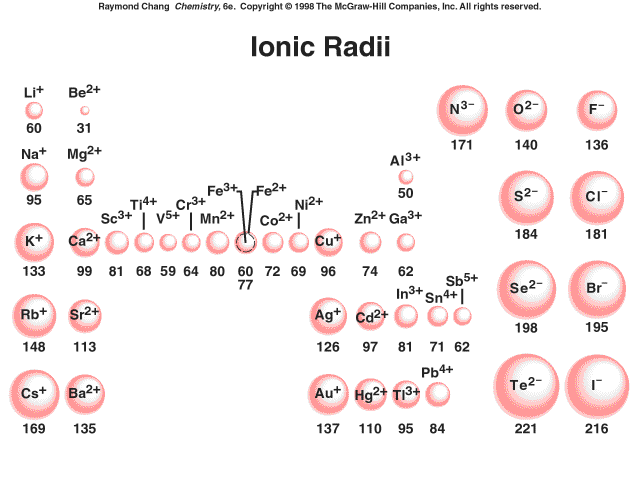 Raymond Chang Chemistry, 6e. Copyright © 1998 The McGraw-Hill Companies, Inc. All rights reserved.
Ionic Radii
Li⁺ Be²⁺ N³⁻ O²⁻ F⁻
60 31 171 140 136
Na⁺ Mg²⁺ Al³⁺
95 65 50
S²⁻ Cl⁻
184 181
Fe³⁺ Fe²⁺
Ti⁴⁺ Cr³⁺ Ni²⁺
Sc³⁺ V⁵⁺ Mn²⁺ Co²⁺ Zn²⁺ Ga³⁺
K⁺ Ca²⁺ Cu⁺
133 99 81 68 59 64 80 60 72 69 96 74 62
77
Sb⁵⁺
In³⁺ Sn⁴⁺
Se²⁻ Br⁻
198 195
Rb⁺ Sr²⁺ Ag⁺ Cd²⁺
148 113 126 97 81 71 62
Pb⁴⁺
Cs⁺ Ba²⁺ Au⁺ Hg²⁺ Tl³⁺ Te²⁻ I⁻
169 135 137 110 95 84 221 216